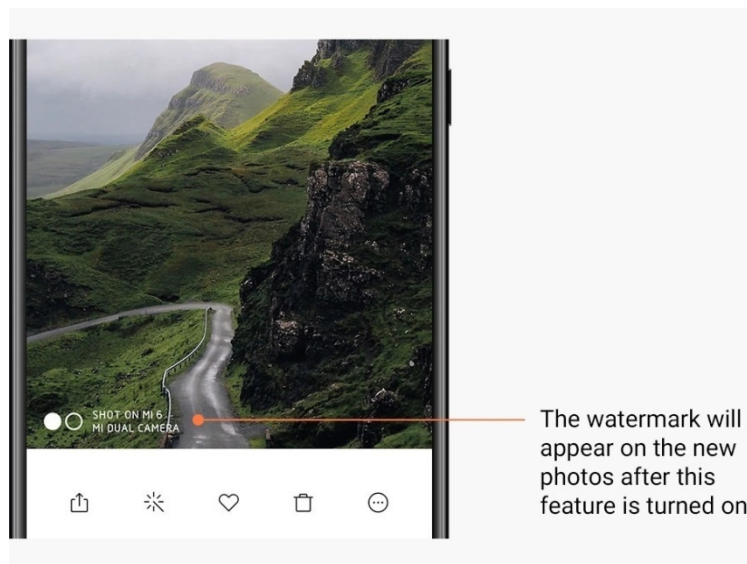 SHOT ON MI 6
MI DUAL CAMERA
The watermark will
appear on the new
photos after this
feature is turned on